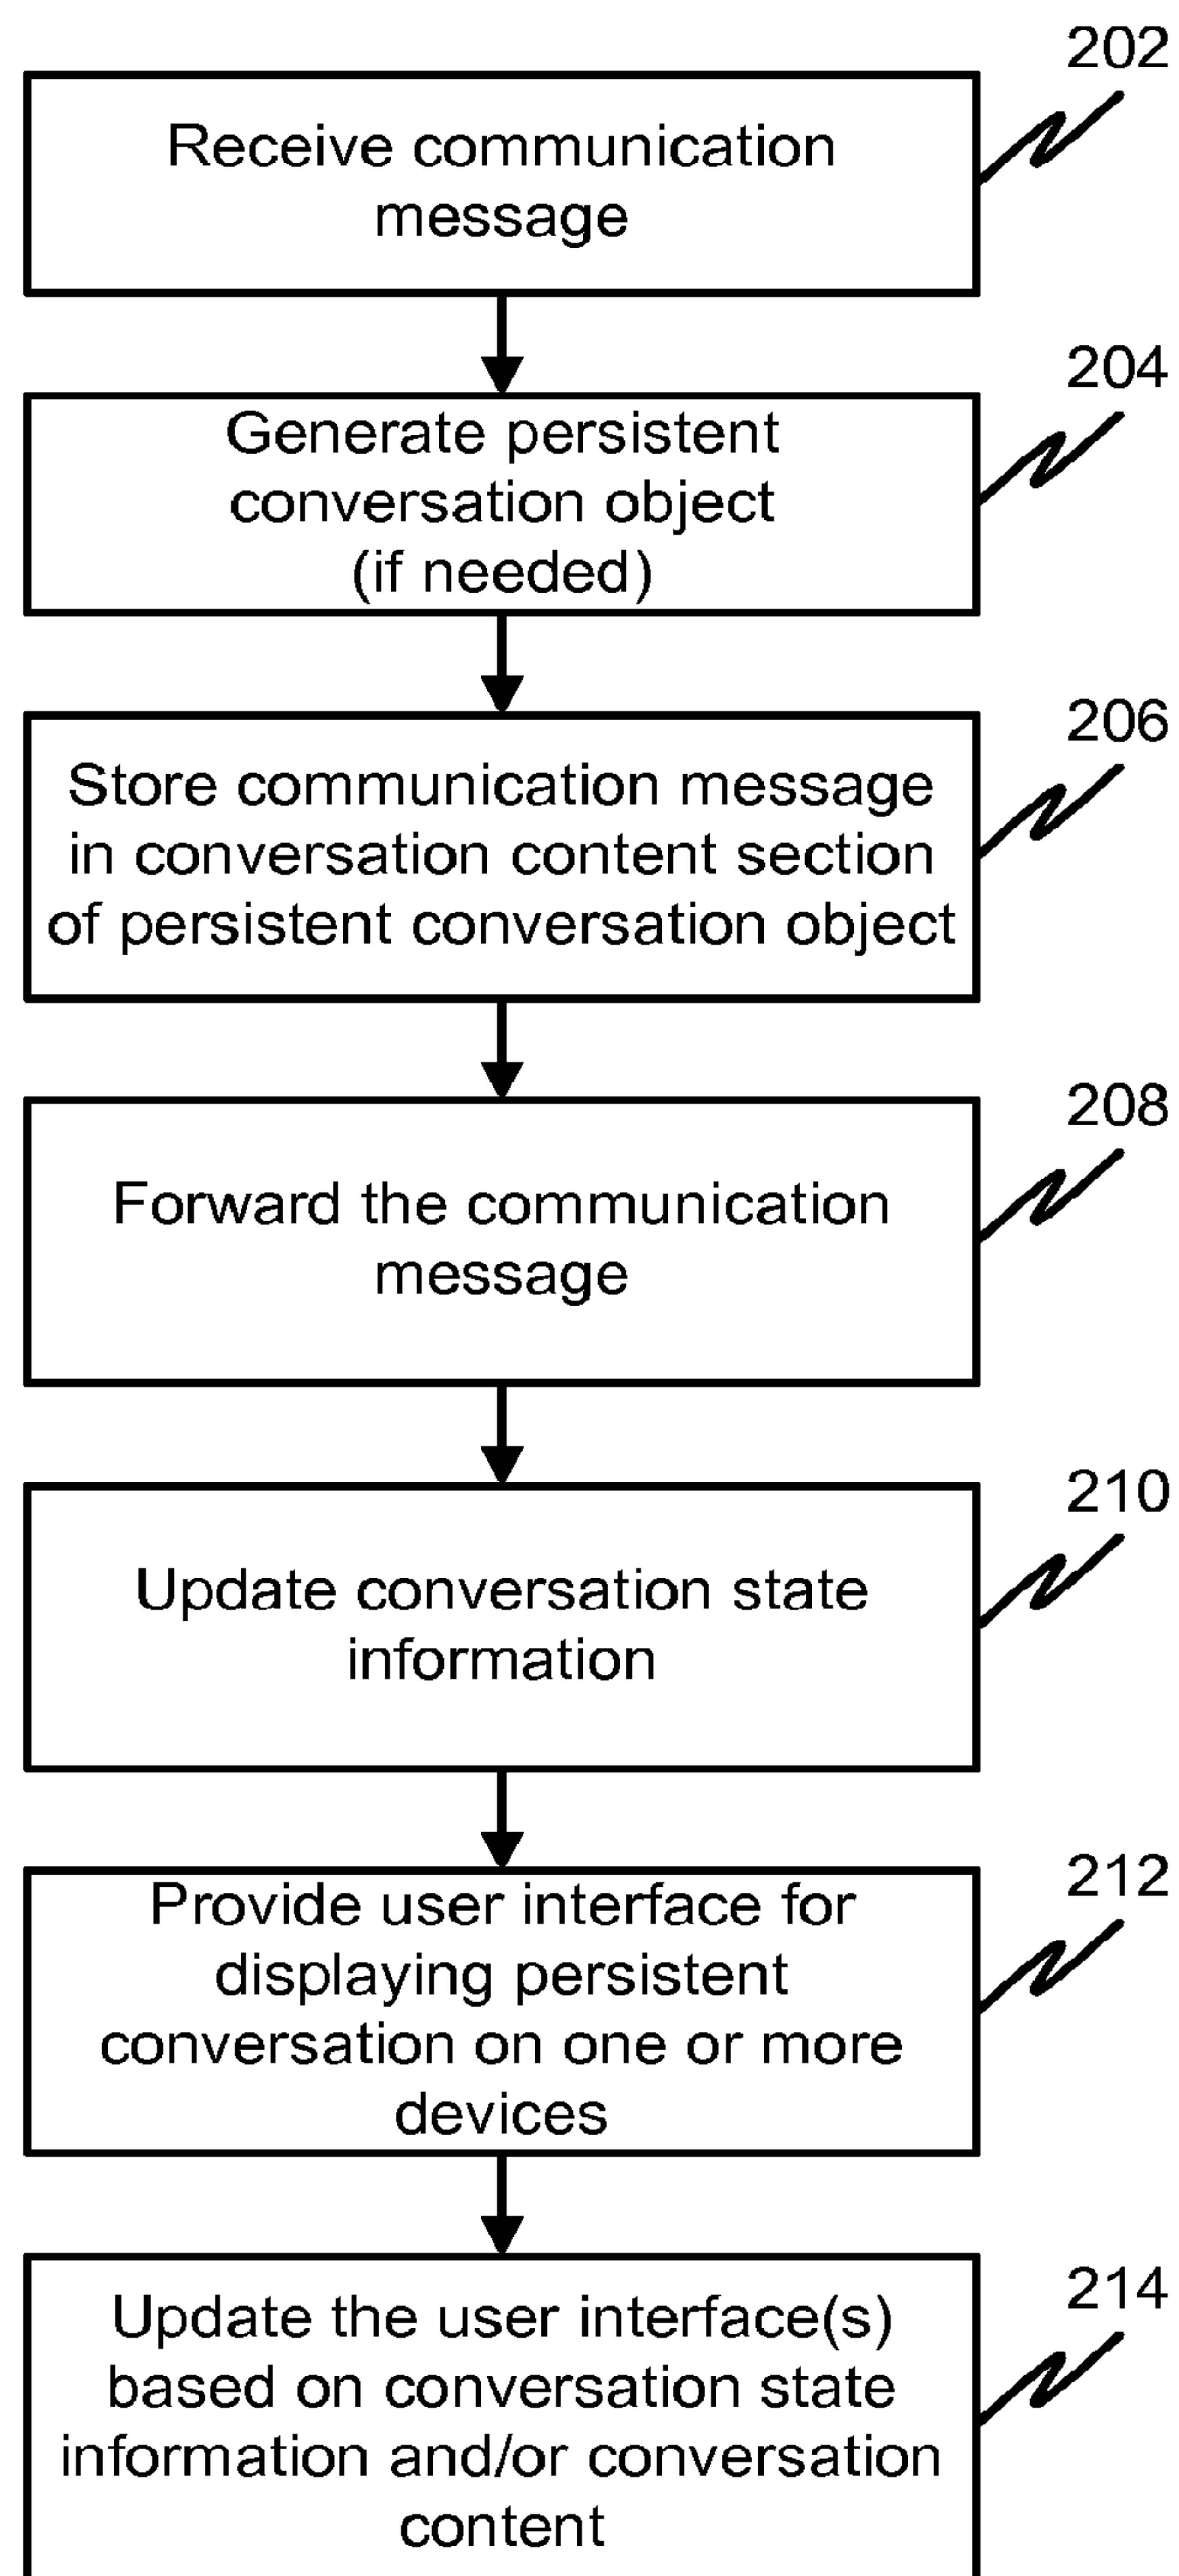 202
Receive communication
message
204
Generate persistent
conversation object
(if needed)
206
Store communication message
in conversation content section
of persistent conversation object
208
Forward the communication
message
210
Update conversation state
information
212
Provide user interface for
displaying persistent
conversation on one or more
devices
214
Update the user interface(s)
based on conversation state
information and/or conversation
content